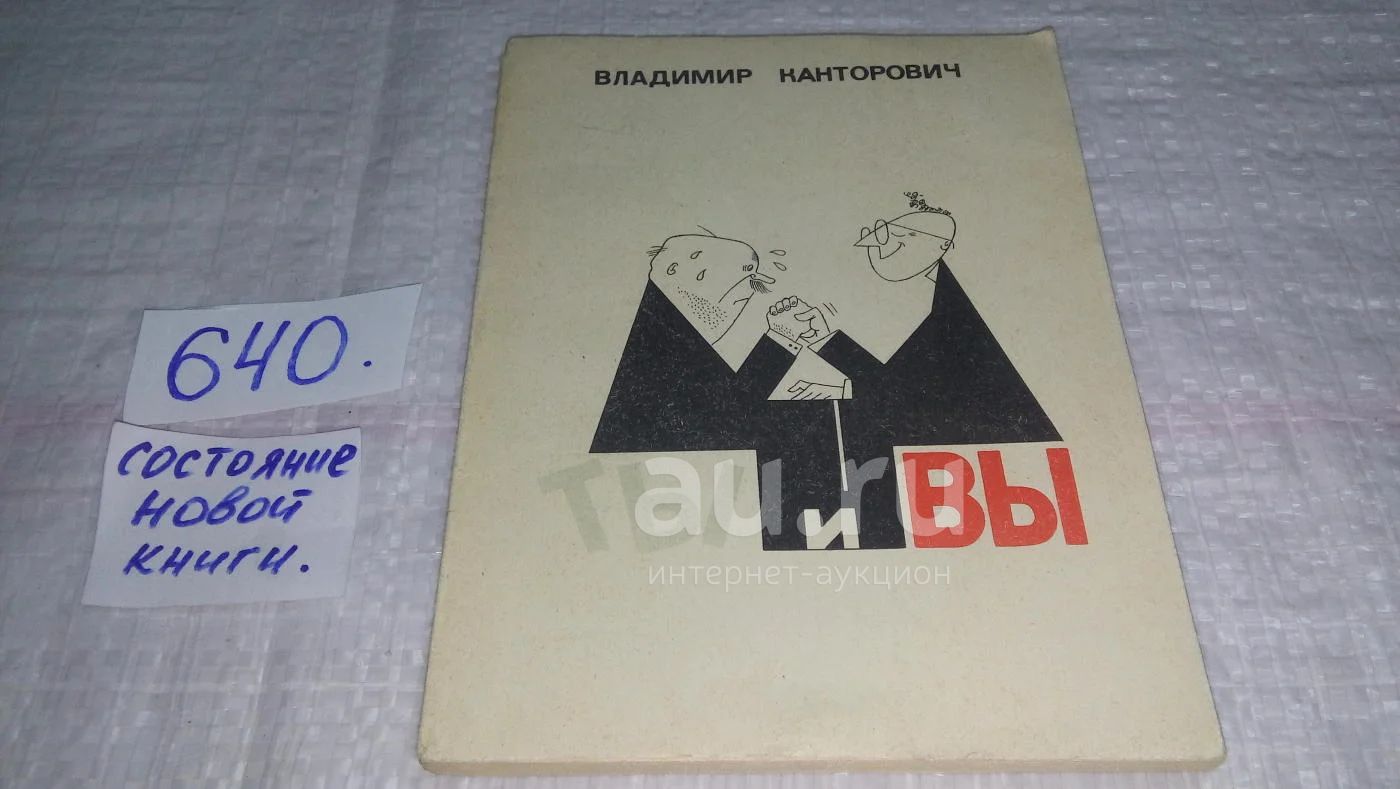 ВЛАДИМИР КАНТОРОВИЧ
ТЫ и ВЫ
au.ru
интернет-аукцион
640.
СОСТОЯНИЕ
НОВОЙ
КНИГИ.